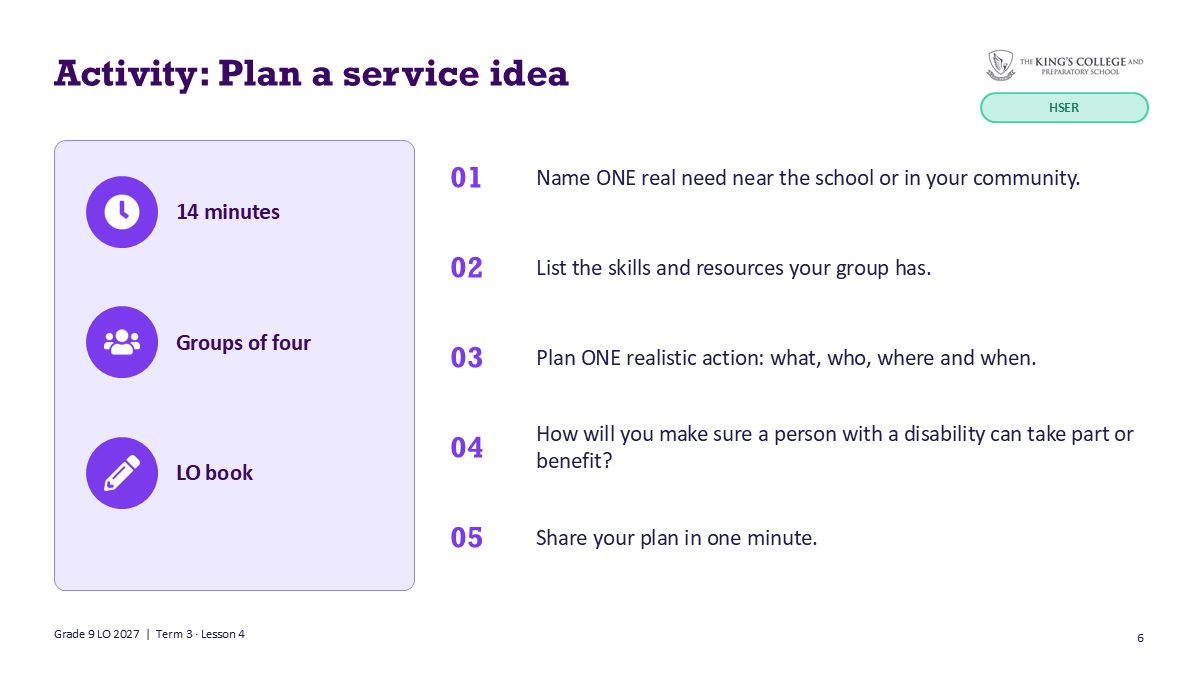 Activity: Plan a service idea
THE KING'S COLLEGE AND
PREPARATORY SCHOOL
HSER
14 minutes
Groups of four
LO book
01
Name ONE real need near the school or in your community.
02
List the skills and resources your group has.
03
Plan ONE realistic action: what, who, where and when.
04
How will you make sure a person with a disability can take part or
benefit?
05
Share your plan in one minute.
Grade 9 LO 2027 | Term 3 · Lesson 4
6